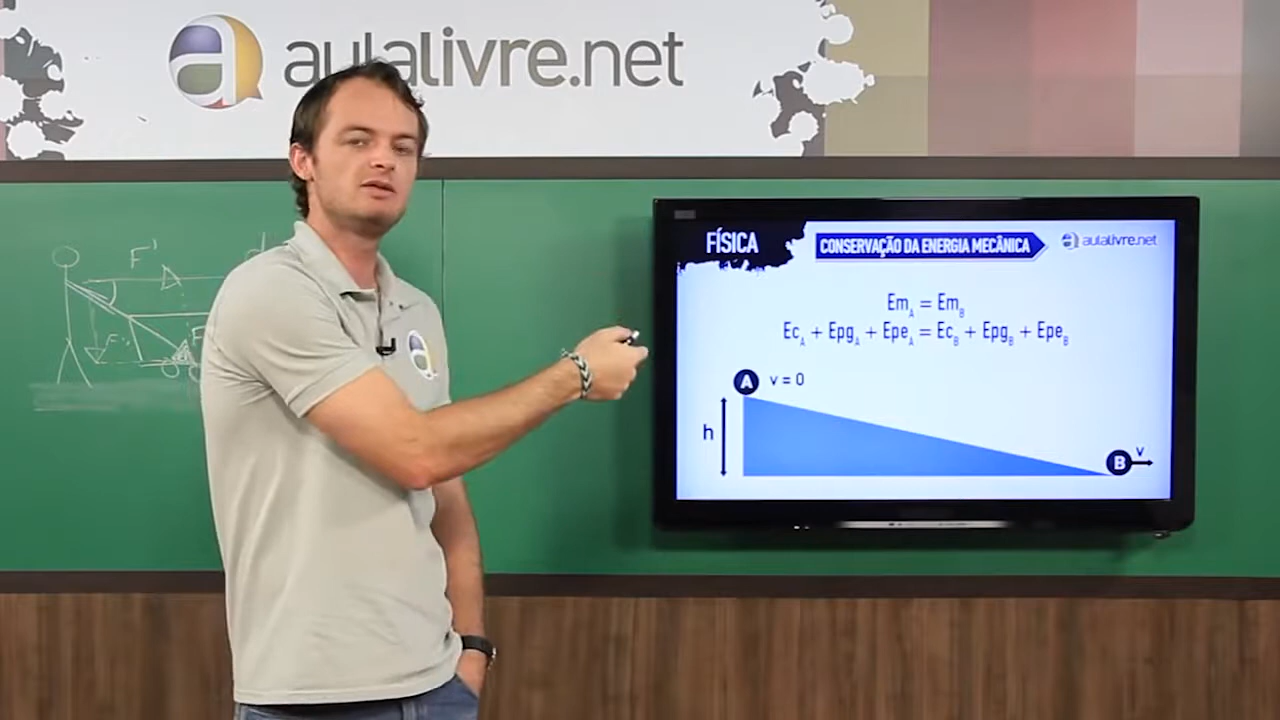 aulalivre.net
F'
FÍSICA
CONSERVAÇÃO DA ENERGIA MECÂNICA
aulalivre.net
Em_A = Em_B
Ec_A + Epg_A + Epe_A = Ec_B + Epg_B + Epe_B
A v = 0
h
B v